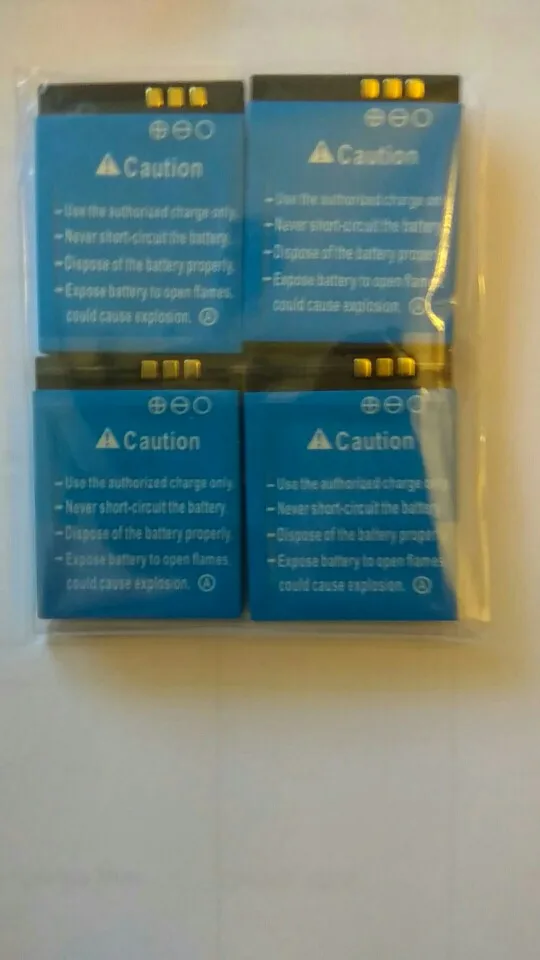 ⊕⊖○
⚠Caution
-Use the authorized charge only.
-Never short-circuit the battery.
-Dispose of the battery properly.
-Expose battery to open flames,
could cause explosion. Ⓐ
⊕⊖○
⚠Caution
-Use the authorized charge only
-Never short-circuit the battery
-Dispose of the battery properly
-Expose battery to open flames
could cause explosion. Ⓐ
⊕⊖○
⚠Caution
-Use the authorized charge only.
-Never short-circuit the battery.
-Dispose of the battery properly.
-Expose battery to open flames,
could cause explosion. Ⓐ
⊕⊖○
⚠Caution
-Use the authorized charge only
-Never short-circuit the battery
-Dispose of the battery properly
-Expose battery to open flames
could cause explosion. Ⓐ